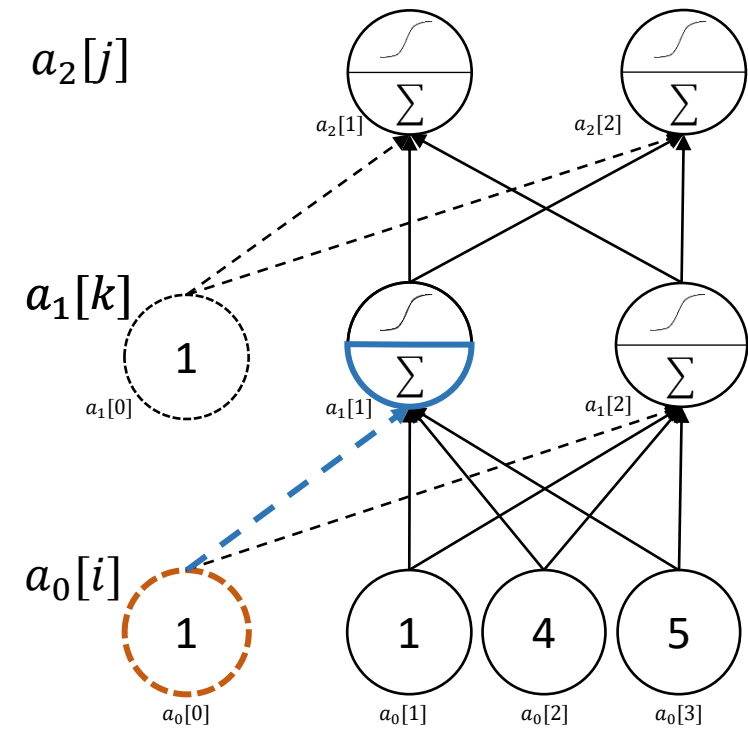 a₂[j]
∑
∑
a₂[1]
a₂[2]
a₁[k]
1
∑
∑
a₁[0]
a₁[1]
a₁[2]
a₀[i]
1
1
4
5
a₀[0]
a₀[1]
a₀[2]
a₀[3]